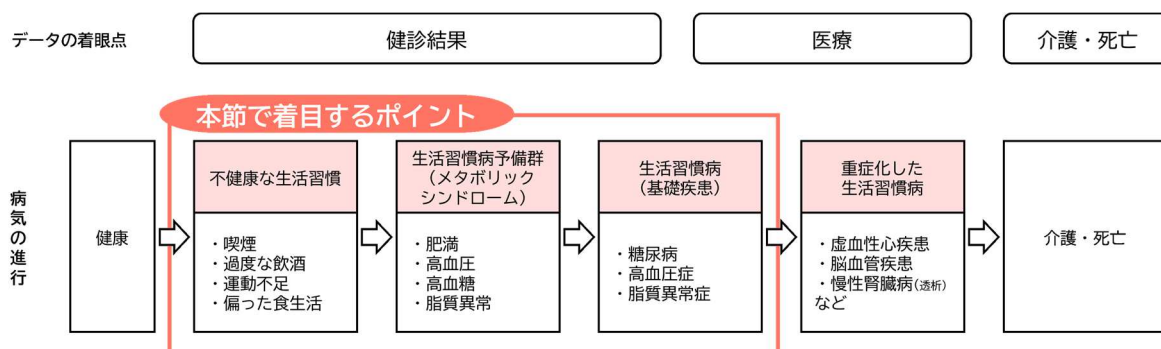 データの着眼点
健診結果
医療
介護・死亡
本節で着目するポイント
病気の進行
健康
不健康な生活習慣
・喫煙
・過度な飲酒
・運動不足
・偏った食生活
生活習慣病予備群
（メタボリック
シンドローム）
・肥満
・高血圧
・高血糖
・脂質異常
生活習慣病
（基礎疾患）
・糖尿病
・高血圧症
・脂質異常症
重症化した
生活習慣病
・虚血性心疾患
・脳血管疾患
・慢性腎臓病（透析）
など
介護・死亡